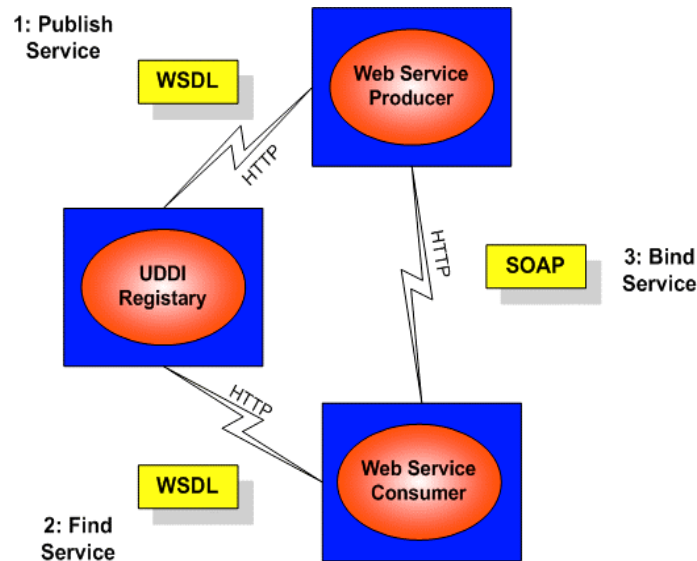 1: Publish
Service
WSDL
Web Service
Producer
HTTP
UDDI
Registary
HTTP
SOAP
3: Bind
Service
HTTP
WSDL
Web Service
Consumer
2: Find
Service